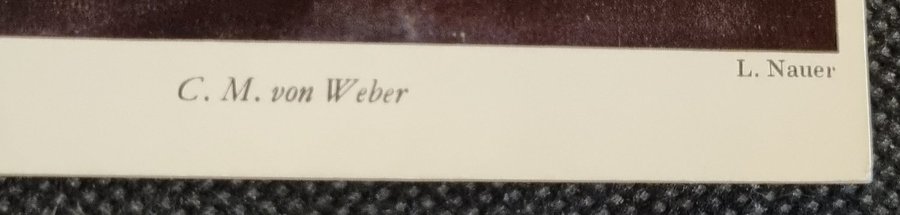 L. Nauer
C. M. von Weber